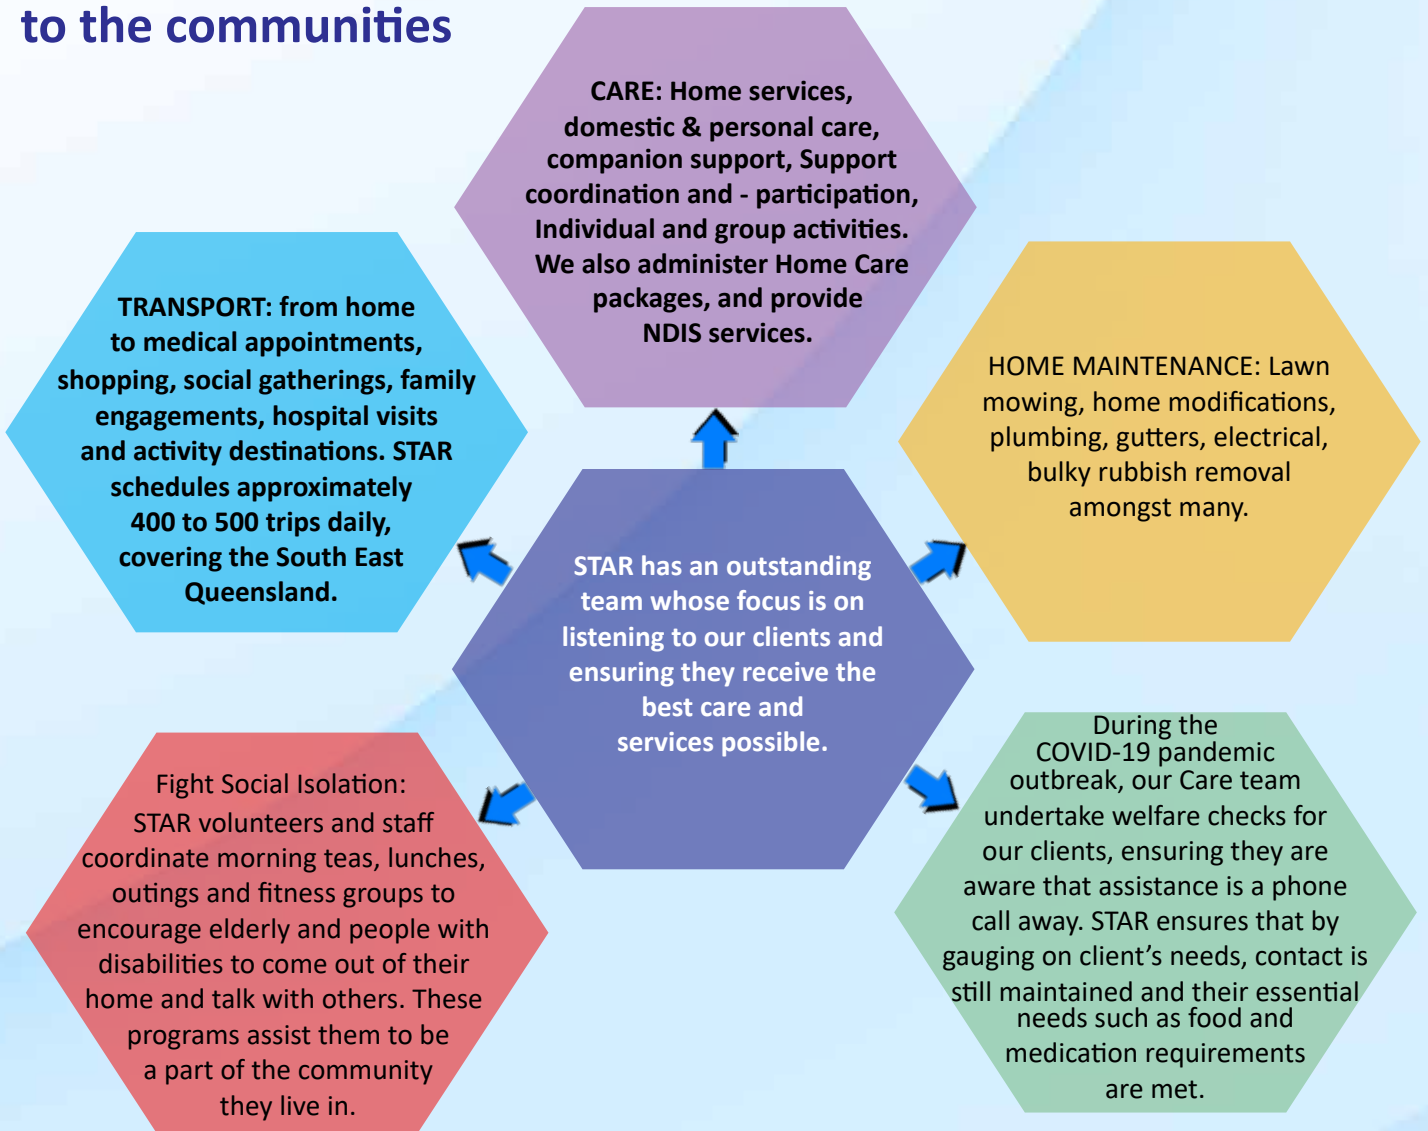 to the communities
CARE: Home services,
domestic & personal care,
companion support, Support
coordination and - participation,
Individual and group activities.
We also administer Home Care
packages, and provide
NDIS services.
TRANSPORT: from home
to medical appointments,
shopping, social gatherings, family
engagements, hospital visits
and activity destinations. STAR
schedules approximately
400 to 500 trips daily,
covering the South East
Queensland.
HOME MAINTENANCE: Lawn
mowing, home modifications,
plumbing, gutters, electrical,
bulky rubbish removal
amongst many.
STAR has an outstanding
team whose focus is on
listening to our clients and
ensuring they receive the
best care and
services possible.
Fight Social Isolation:
STAR volunteers and staff
coordinate morning teas, lunches,
outings and fitness groups to
encourage elderly and people with
disabilities to come out of their
home and talk with others. These
programs assist them to be
a part of the community
they live in.
During the
COVID-19 pandemic
outbreak, our Care team
undertake welfare checks for
our clients, ensuring they are
aware that assistance is a phone
call away. STAR ensures that by
gauging on client’s needs, contact is
still maintained and their essential
needs such as food and
medication requirements
are met.